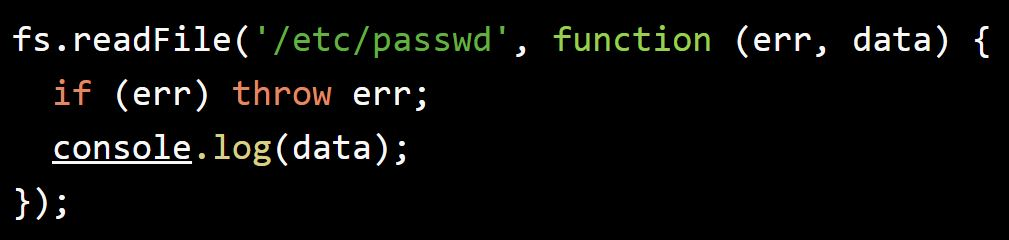 fs.readFile('/etc/passwd', function (err, data) {
  if (err) throw err;
  console.log(data);
});